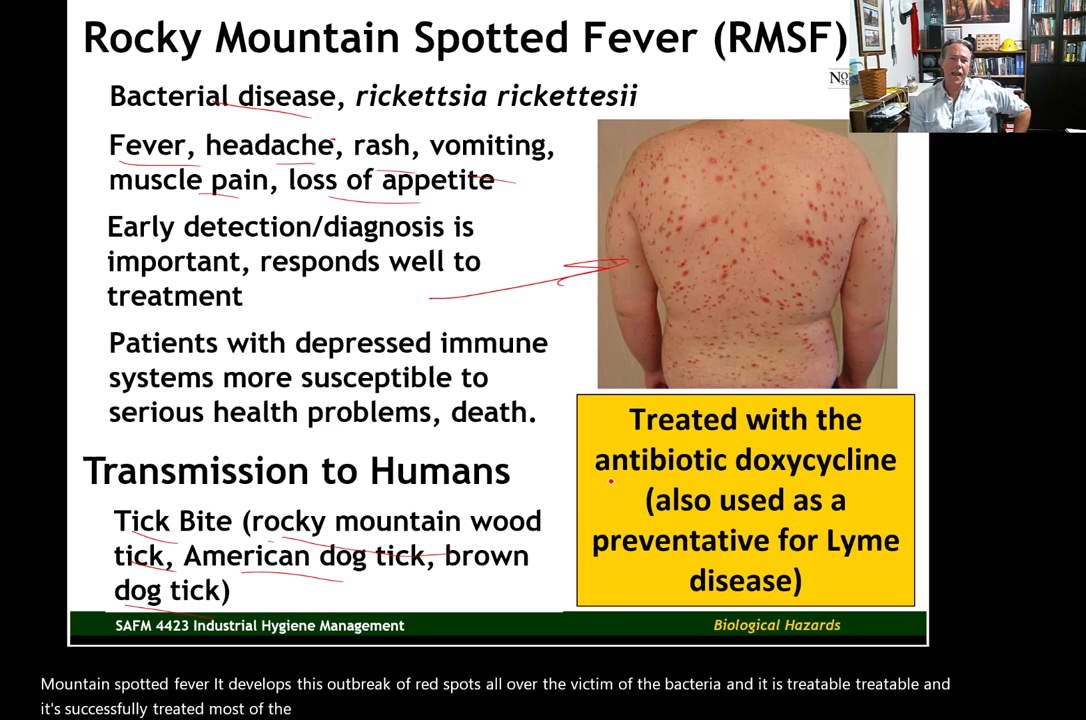 Rocky Mountain Spotted Fever (RMSF)
Bacterial disease, rickettsia rickettesii
Fever, headache, rash, vomiting,
muscle pain, loss of appetite
Early detection/diagnosis is
important, responds well to
treatment
Patients with depressed immune
systems more susceptible to
serious health problems, death.
Treated with the
antibiotic doxycycline
(also used as a
preventative for Lyme
disease)
Transmission to Humans
Tick Bite (rocky mountain wood
tick, American dog tick, brown
dog tick)
SAFM 4423 Industrial Hygiene Management
Biological Hazards
Mountain spotted fever It develops this outbreak of red spots all over the victim of the bacteria and it is treatable treatable and
it's successfully treated most of the